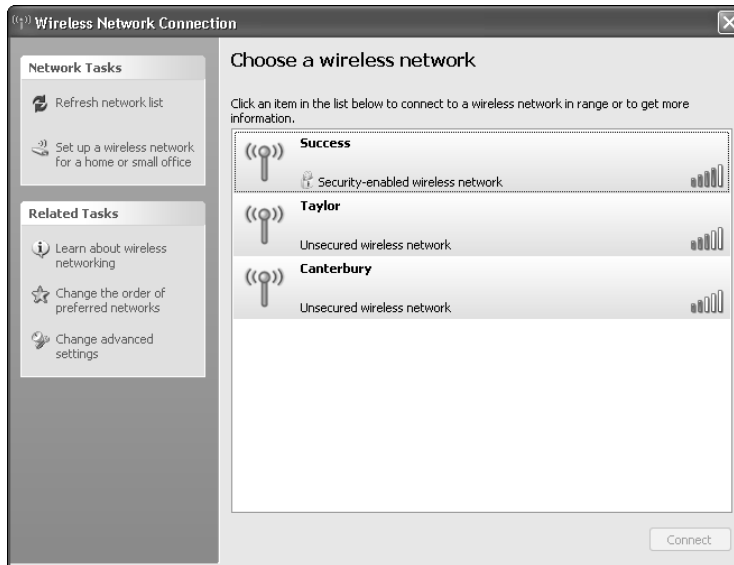 Wireless Network Connection
Network Tasks
Refresh network list
Set up a wireless network
for a home or small office
Related Tasks
Learn about wireless
networking
Change the order of
preferred networks
Change advanced
settings
Choose a wireless network
Click an item in the list below to connect to a wireless network in range or to get more
information.
Success
Security-enabled wireless network
Taylor
Unsecured wireless network
Canterbury
Unsecured wireless network
Connect